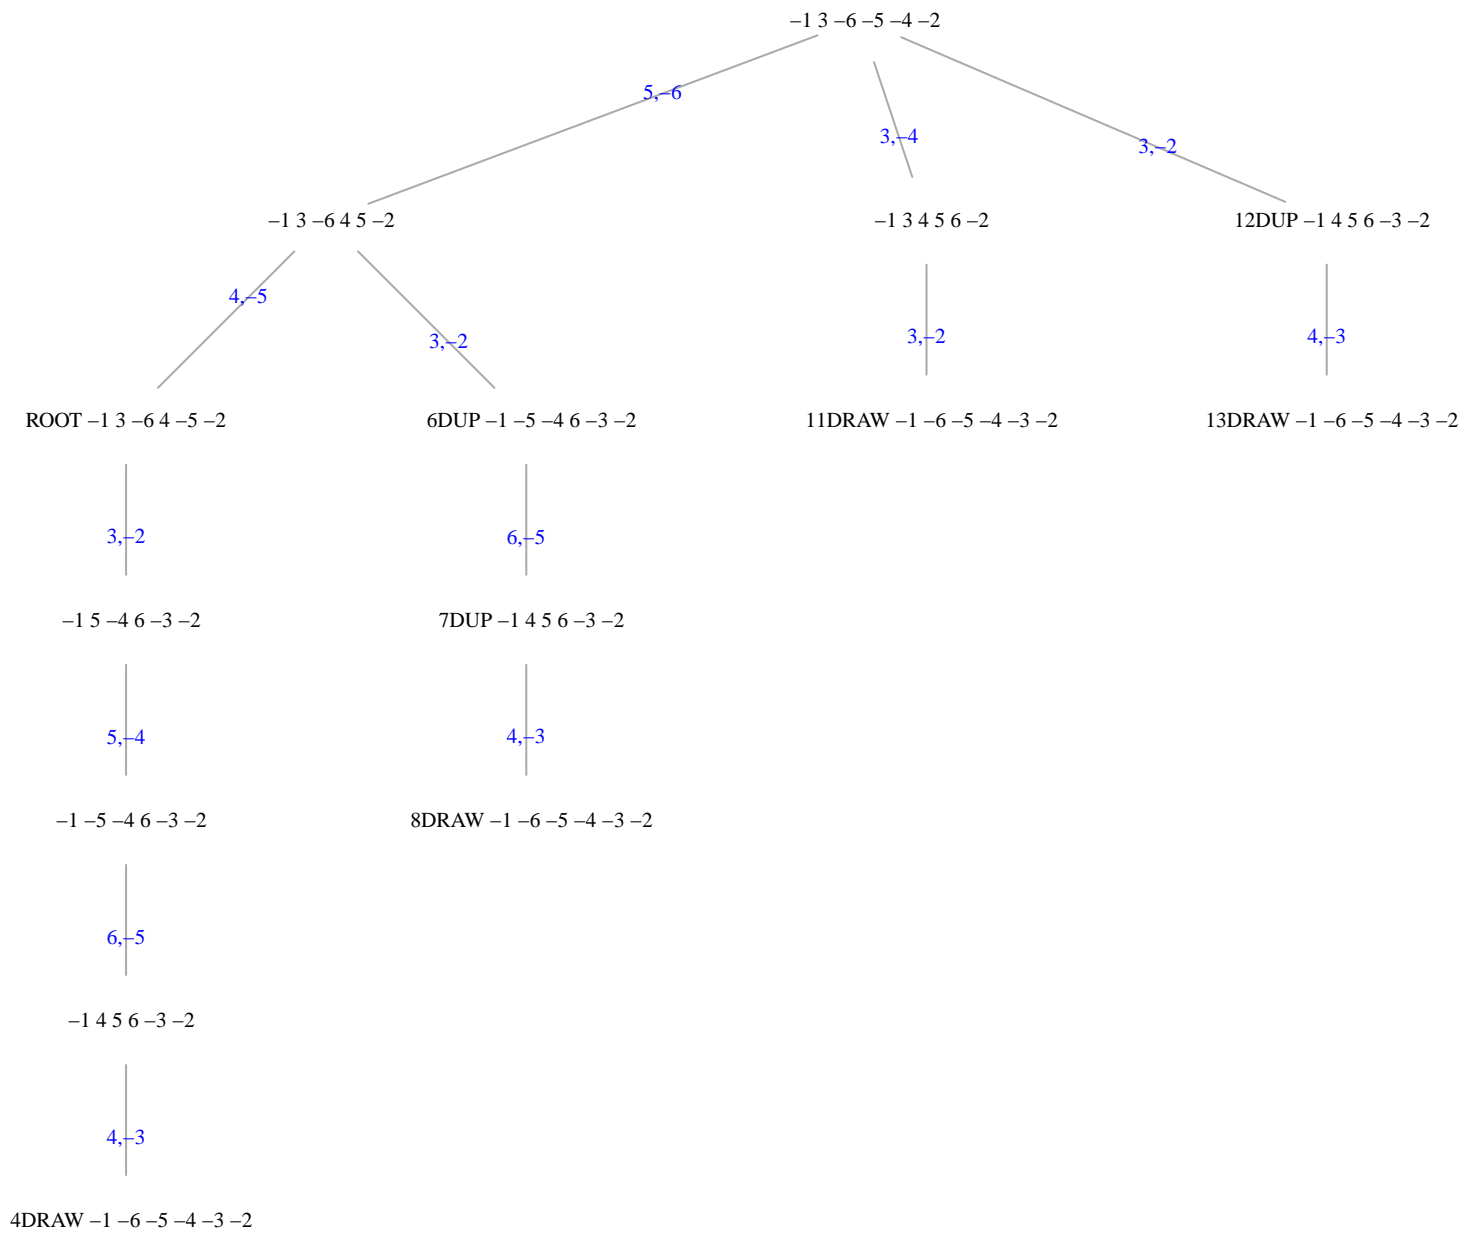 –1 3 –6 –5 –4 –2
5,–6
3,–4
3,–2
–1 3 –6 4 5 –2
–1 3 4 5 6 –2
12DUP –1 4 5 6 –3 –2
4,–5
3,–2
3,–2
4,–3
ROOT –1 3 –6 4 –5 –2
6DUP –1 –5 –4 6 –3 –2
11DRAW –1 –6 –5 –4 –3 –2
13DRAW –1 –6 –5 –4 –3 –2
3,–2
6,–5
–1 5 –4 6 –3 –2
7DUP –1 4 5 6 –3 –2
5,–4
4,–3
–1 –5 –4 6 –3 –2
8DRAW –1 –6 –5 –4 –3 –2
6,–5
–1 4 5 6 –3 –2
4,–3
4DRAW –1 –6 –5 –4 –3 –2